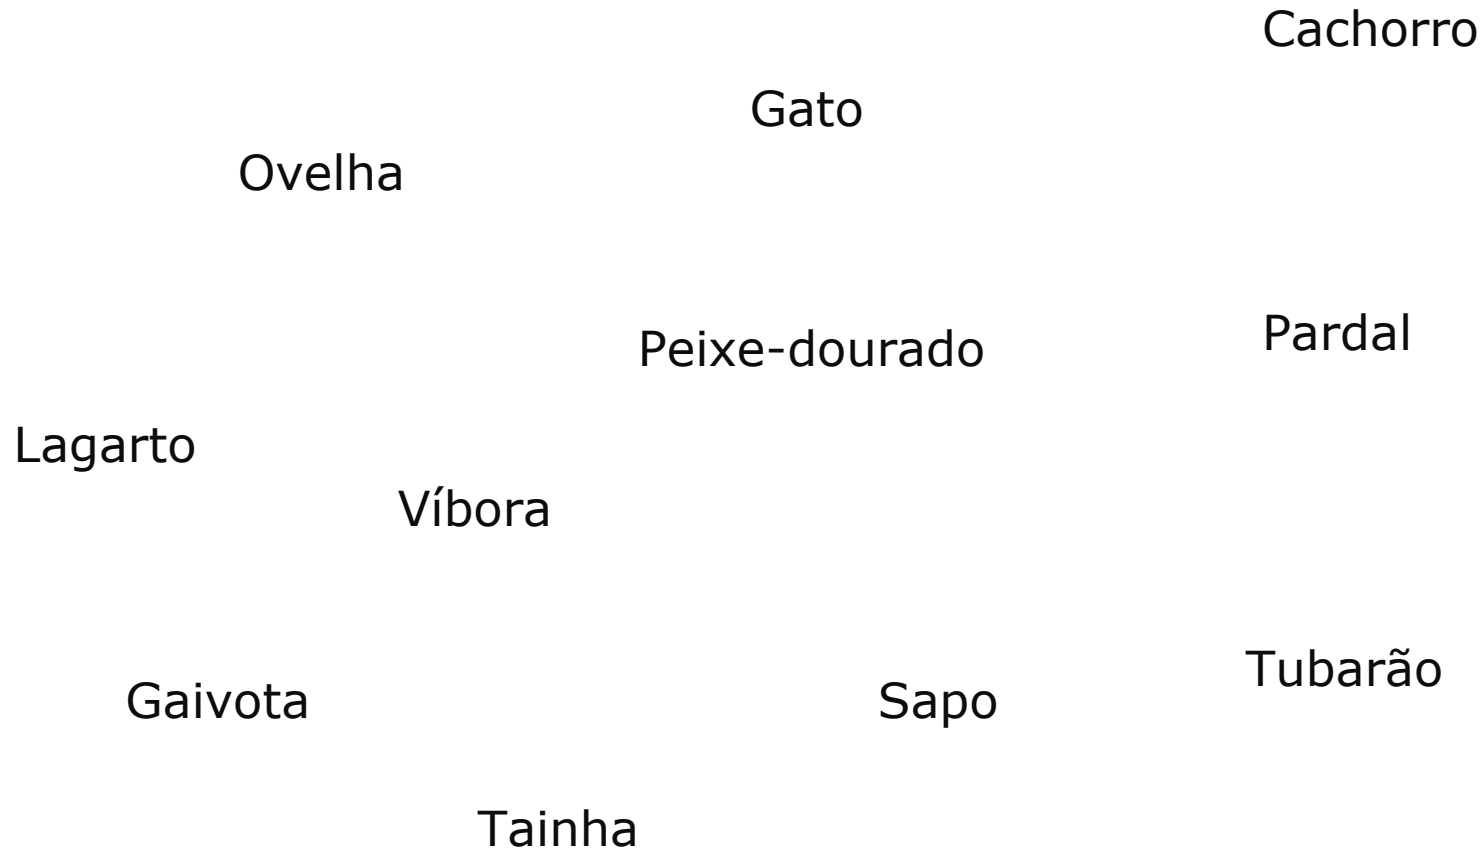 Cachorro
Gato
Ovelha
Pardal
Peixe-dourado
Lagarto
Víbora
Tubarão
Gaivota
Sapo
Tainha